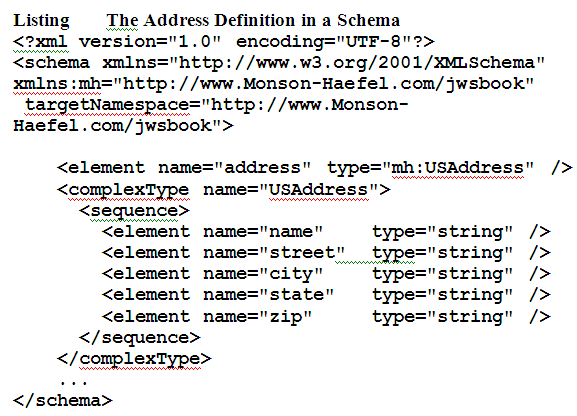 Listing The Address Definition in a Schema
<?xml version="1.0" encoding="UTF-8"?>
<schema xmlns="http://www.w3.org/2001/XMLSchema"
xmlns:mh="http://www.Monson-Haefel.com/jwsbook"
targetNamespace="http://www.Monson-
Haefel.com/jwsbook">
<element name="address" type="mh:USAddress" />
<complexType name="USAddress">
<sequence>
<element name="name" type="string" />
<element name="street" type="string" />
<element name="city" type="string" />
<element name="state" type="string" />
<element name="zip" type="string" />
</sequence>
</complexType>
...
</schema>